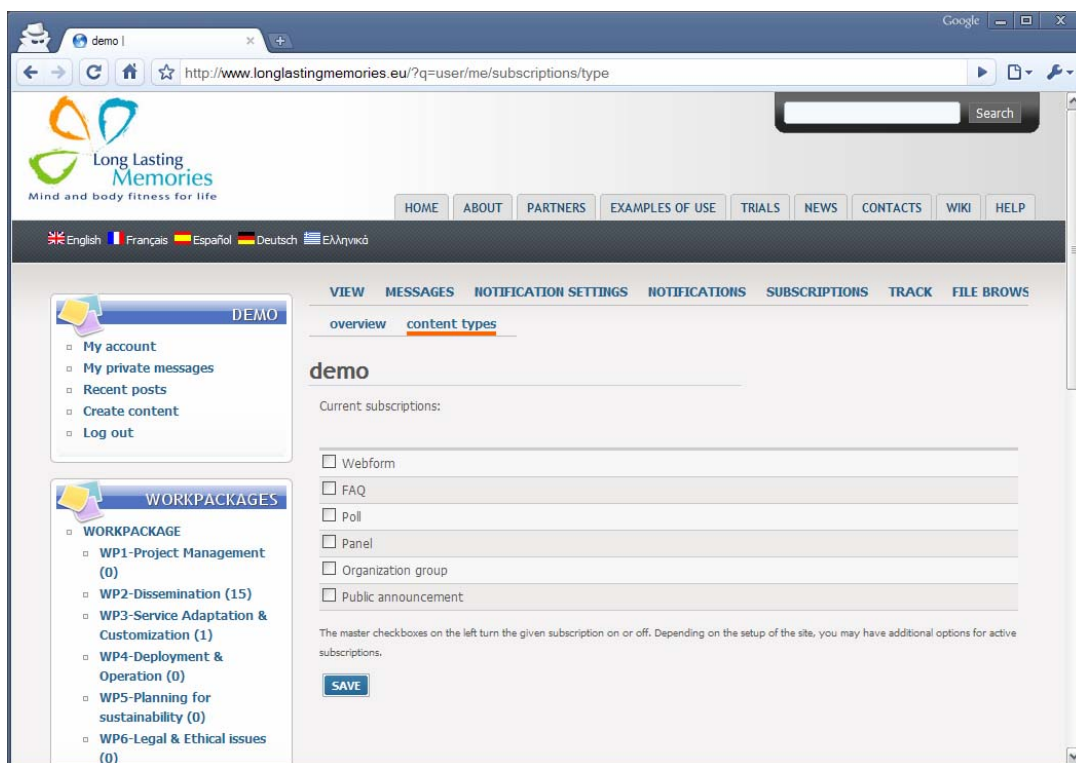 Google
demo |
http://www.longlastingmemories.eu/?q=user/me/subscriptions/type
Search
Long Lasting
Memories
Mind and body fitness for life
HOME ABOUT PARTNERS EXAMPLES OF USE TRIALS NEWS CONTACTS WIKI HELP
English Français Español Deutsch Ελληνικά
VIEW MESSAGES NOTIFICATION SETTINGS NOTIFICATIONS SUBSCRIPTIONS TRACK FILE BROWS
overview content types
DEMO
My account
My private messages
Recent posts
Create content
Log out
WORKPACKAGES
WORKPACKAGE
WP1-Project Management
(0)
WP2-Dissemination (15)
WP3-Service Adaptation &
Customization (1)
WP4-Deployment &
Operation (0)
WP5-Planning for
sustainability (0)
WP6-Legal & Ethical issues
(0)
demo
Current subscriptions:
Webform
FAQ
Poll
Panel
Organization group
Public announcement
The master checkboxes on the left turn the given subscription on or off. Depending on the setup of the site, you may have additional options for active
subscriptions.
SAVE